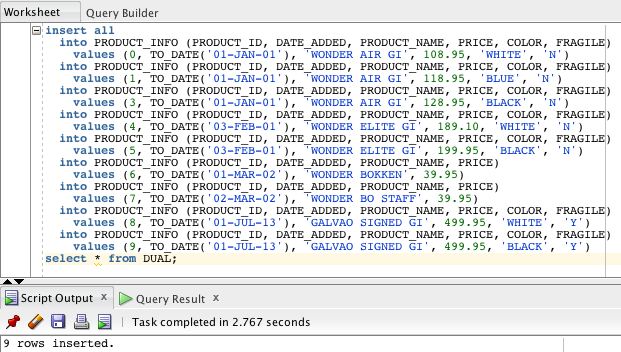 Worksheet Query Builder
insert all
into PRODUCT_INFO (PRODUCT_ID, DATE_ADDED, PRODUCT_NAME, PRICE, COLOR, FRAGILE)
values (0, TO_DATE('01-JAN-01'), 'WONDER AIR GI', 108.95, 'WHITE', 'N')
into PRODUCT_INFO (PRODUCT_ID, DATE_ADDED, PRODUCT_NAME, PRICE, COLOR, FRAGILE)
values (1, TO_DATE('01-JAN-01'), 'WONDER AIR GI', 118.95, 'BLUE', 'N')
into PRODUCT_INFO (PRODUCT_ID, DATE_ADDED, PRODUCT_NAME, PRICE, COLOR, FRAGILE)
values (3, TO_DATE('01-JAN-01'), 'WONDER AIR GI', 128.95, 'BLACK', 'N')
into PRODUCT_INFO (PRODUCT_ID, DATE_ADDED, PRODUCT_NAME, PRICE, COLOR, FRAGILE)
values (4, TO_DATE('03-FEB-01'), 'WONDER ELITE GI', 189.10, 'WHITE', 'N')
into PRODUCT_INFO (PRODUCT_ID, DATE_ADDED, PRODUCT_NAME, PRICE, COLOR, FRAGILE)
values (5, TO_DATE('03-FEB-01'), 'WONDER ELITE GI', 199.95, 'BLACK', 'N')
into PRODUCT_INFO (PRODUCT_ID, DATE_ADDED, PRODUCT_NAME, PRICE)
values (6, TO_DATE('01-MAR-02'), 'WONDER BOKKEN', 39.95)
into PRODUCT_INFO (PRODUCT_ID, DATE_ADDED, PRODUCT_NAME, PRICE)
values (7, TO_DATE('02-MAR-02'), 'WONDER BO STAFF', 39.95)
into PRODUCT_INFO (PRODUCT_ID, DATE_ADDED, PRODUCT_NAME, PRICE, COLOR, FRAGILE)
values (8, TO_DATE('01-JUL-13'), 'GALVAO SIGNED GI', 499.95, 'WHITE', 'Y')
into PRODUCT_INFO (PRODUCT_ID, DATE_ADDED, PRODUCT_NAME, PRICE, COLOR, FRAGILE)
values (9, TO_DATE('01-JUL-13'), 'GALVAO SIGNED GI', 499.95, 'BLACK', 'Y')
select * from DUAL;
Script Output x Query Result x
Task completed in 2.767 seconds
9 rows inserted.